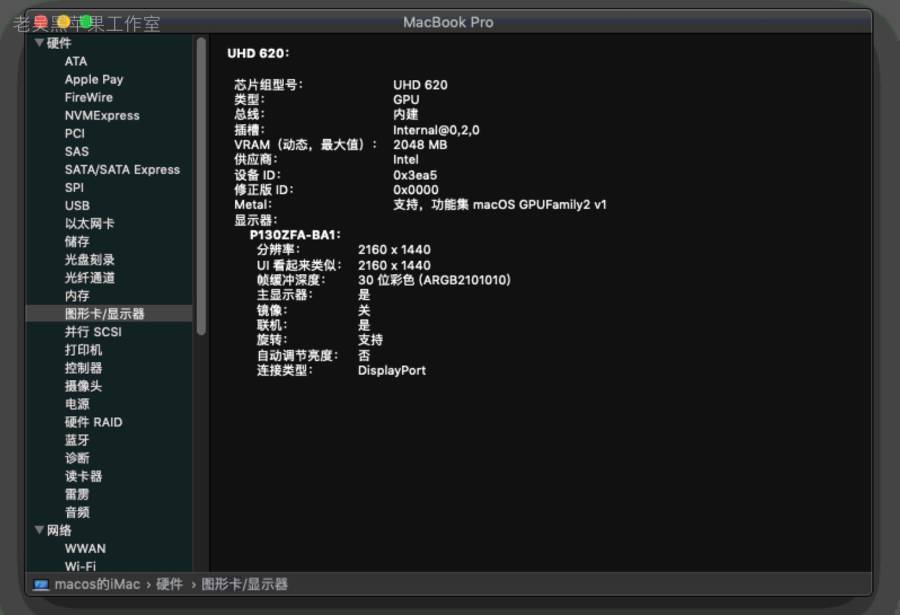 老吴黑苹果工作室
MacBook Pro
硬件
ATA
Apple Pay
FireWire
NVMExpress
PCI
SAS
SATA/SATA Express
SPI
USB
以太网卡
储存
光盘刻录
光纤通道
内存
图形卡/显示器
并行 SCSI
打印机
控制器
摄像头
电源
硬件 RAID
蓝牙
诊断
读卡器
雷雳
音频
网络
WWAN
Wi-Fi
UHD 620：
芯片组型号： UHD 620
类型： GPU
总线： 内建
插槽： Internal@0,2,0
VRAM（动态，最大值）： 2048 MB
供应商： Intel
设备 ID： 0x3ea5
修正版 ID： 0x0000
Metal： 支持，功能集 macOS GPUFamily2 v1
显示器：
P130ZFA-BA1：
分辨率： 2160 x 1440
UI 看起来类似： 2160 x 1440
帧缓冲深度： 30 位彩色 (ARGB2101010)
主显示器： 是
镜像： 关
联机： 是
旋转： 支持
自动调节亮度： 否
连接类型： DisplayPort
macos的iMac › 硬件 › 图形卡/显示器